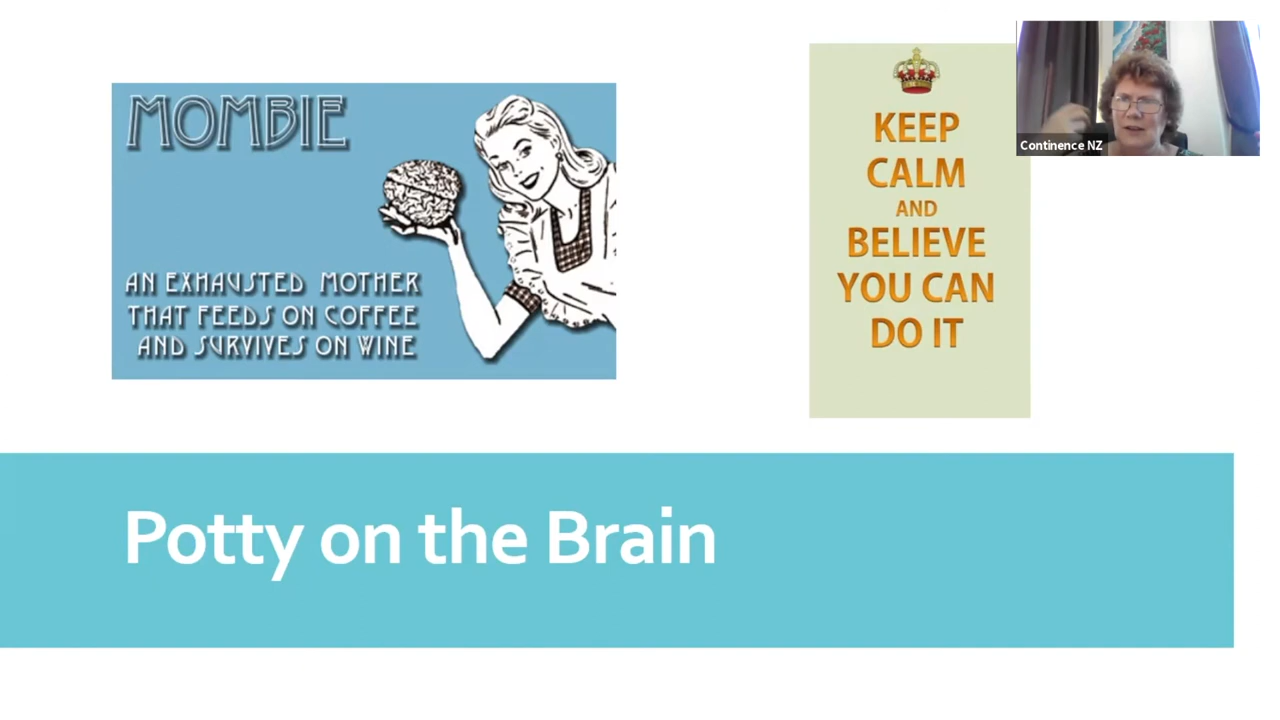 MOMBIE
AN EXHAUSTED MOTHER
THAT FEEDS ON COFFEE
AND SURVIVES ON WINE
KEEP
CALM
AND
BELIEVE
YOU CAN
DO IT
Continence NZ
Potty on the Brain